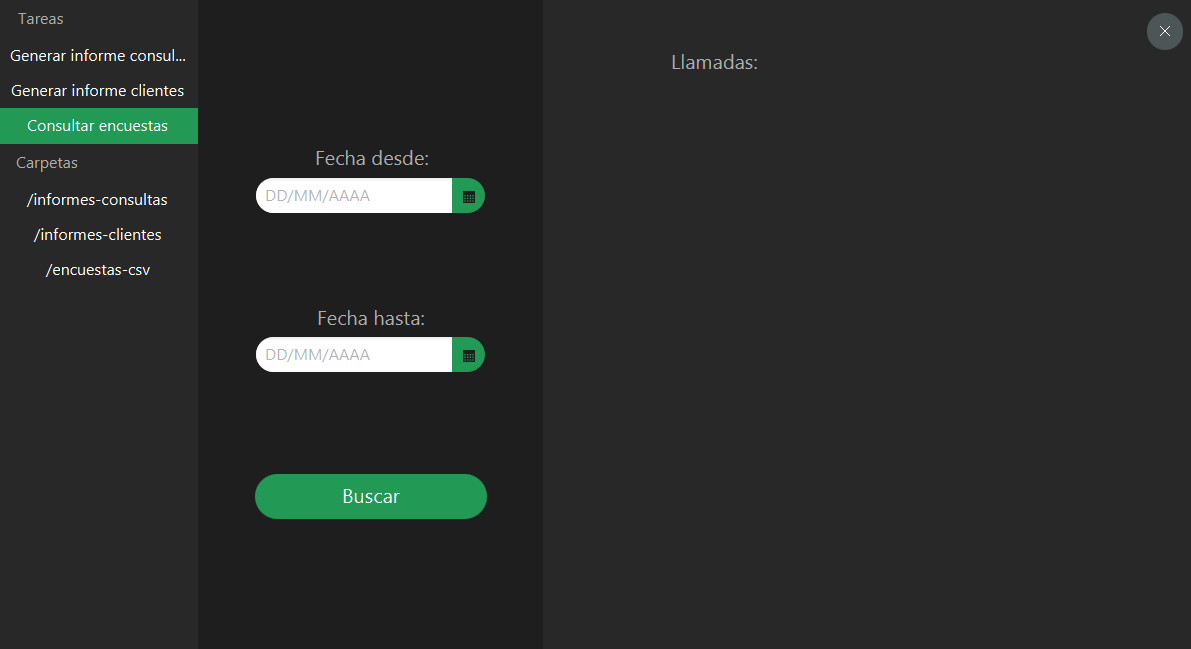 Tareas
Generar informe consul...
Generar informe clientes
Consultar encuestas
Carpetas
/informes-consultas
/informes-clientes
/encuestas-csv
Fecha desde:
DD/MM/AAAA
Fecha hasta:
DD/MM/AAAA
Buscar
Llamadas: